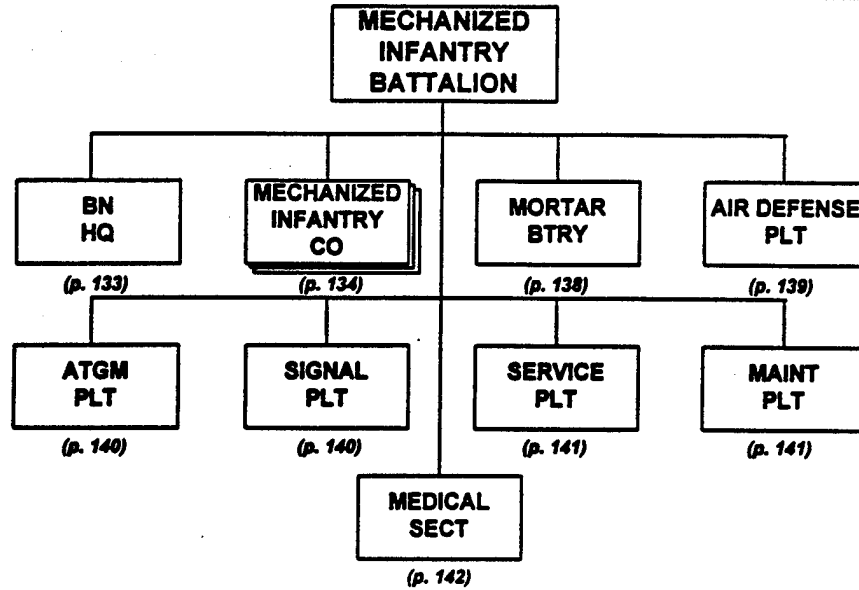 MECHANIZED
INFANTRY
BATTALION
BN
HQ
(p. 133)
MECHANIZED
INFANTRY
CO
(p. 134)
MORTAR
BTRY
(p. 138)
AIR DEFENSE
PLT
(p. 139)
ATGM
PLT
(p. 140)
SIGNAL
PLT
(p. 140)
SERVICE
PLT
(p. 141)
MAINT
PLT
(p. 141)
MEDICAL
SECT
(p. 142)